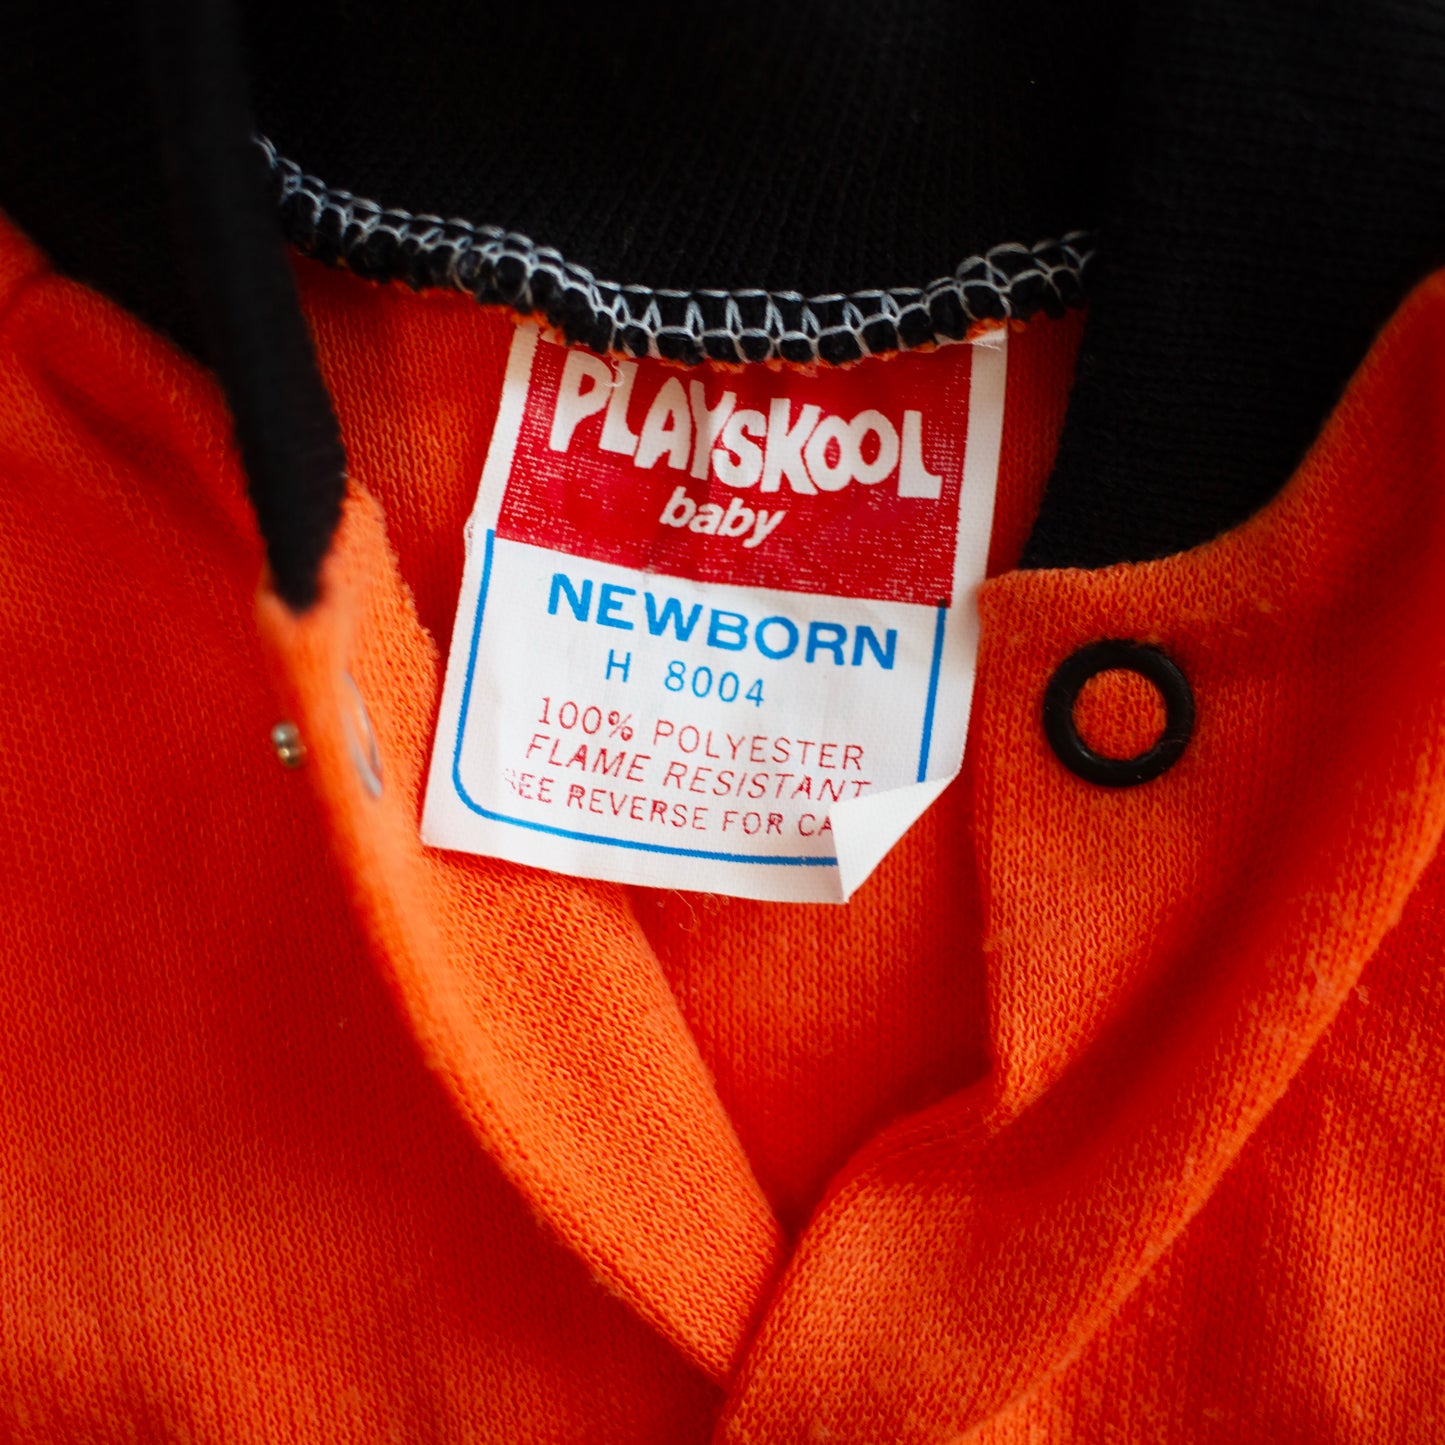 PLAYSKOOL
baby
NEWBORN
H 8004
100% POLYESTER
FLAME RESISTANT
REVERSE FOR